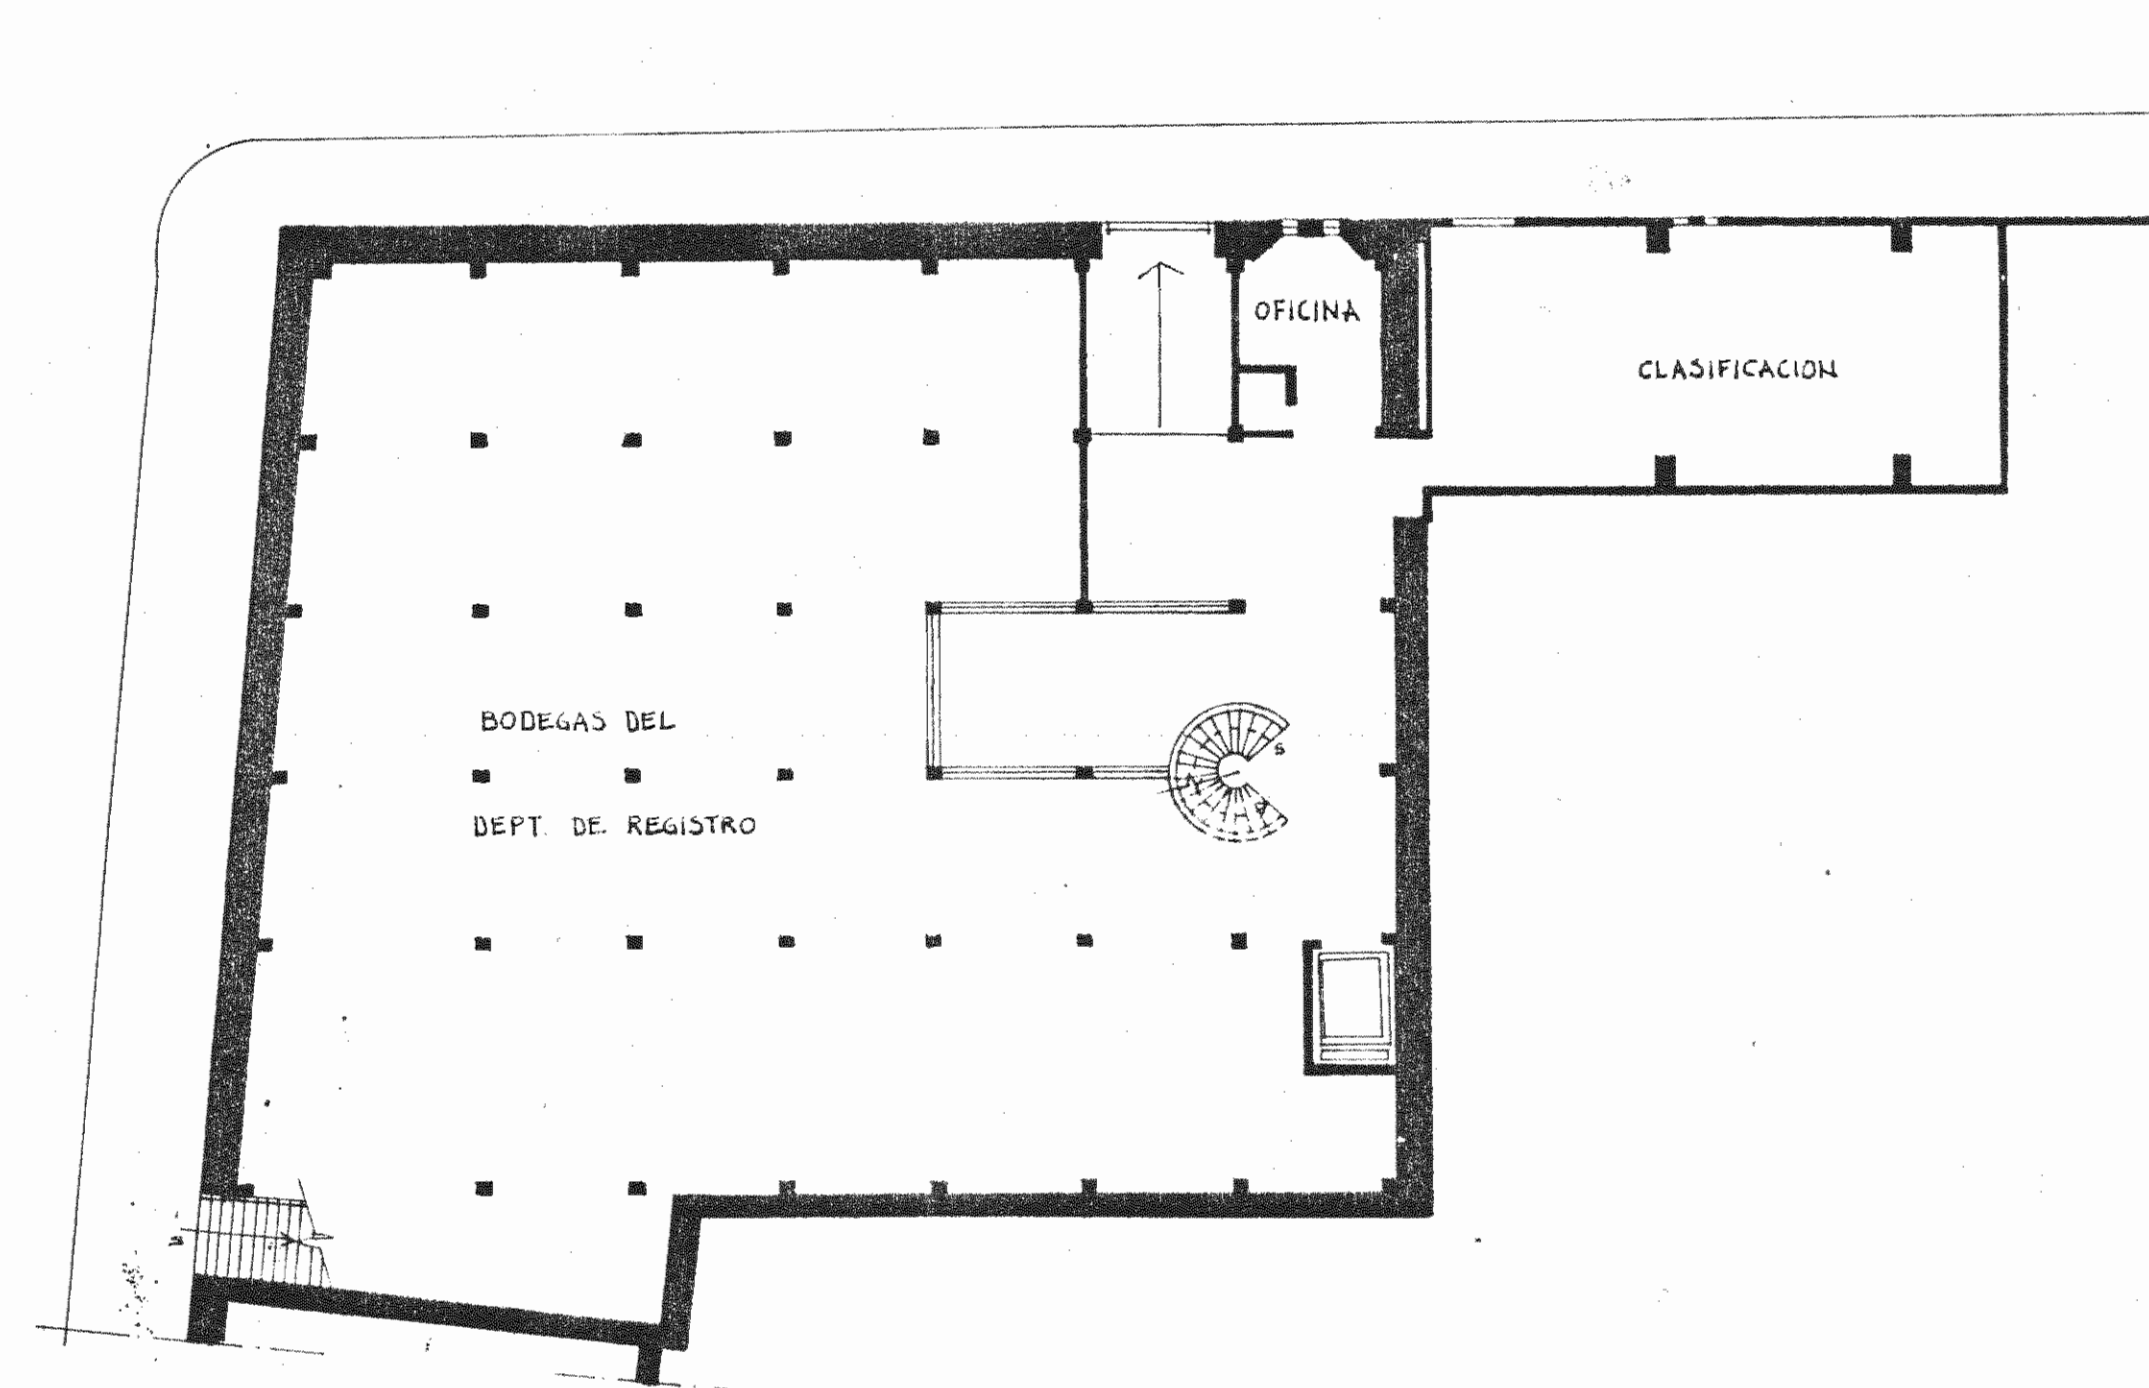 OFICINA
CLASIFICACION
BODEGAS DEL
S
DEPT. DE REGISTRO